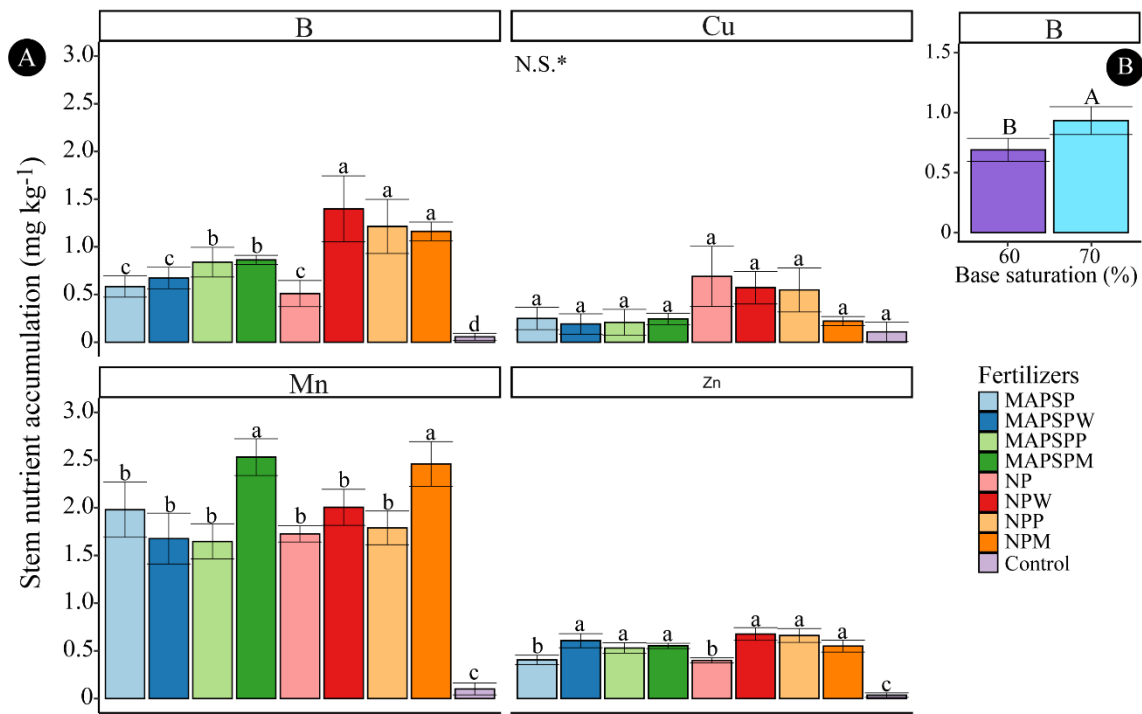 A
B
Cu
B
B
Stem nutrient accumulation (mg kg-1)
3.0
2.5
2.0
1.5
1.0
0.5
0
c c b b c a a a d
N.S.*
a a a a a a a a a
1.5
1.0
0.5
0
B A
60 70
Base saturation (%)
Mn
Zn
3.0
2.5
2.0
1.5
1.0
0.5
0
b b b a b b b a c
b a a a b a a a c
Fertilizers
MAPSP
MAPSPW
MAPSPP
MAPSPM
NP
NPW
NPP
NPM
Control